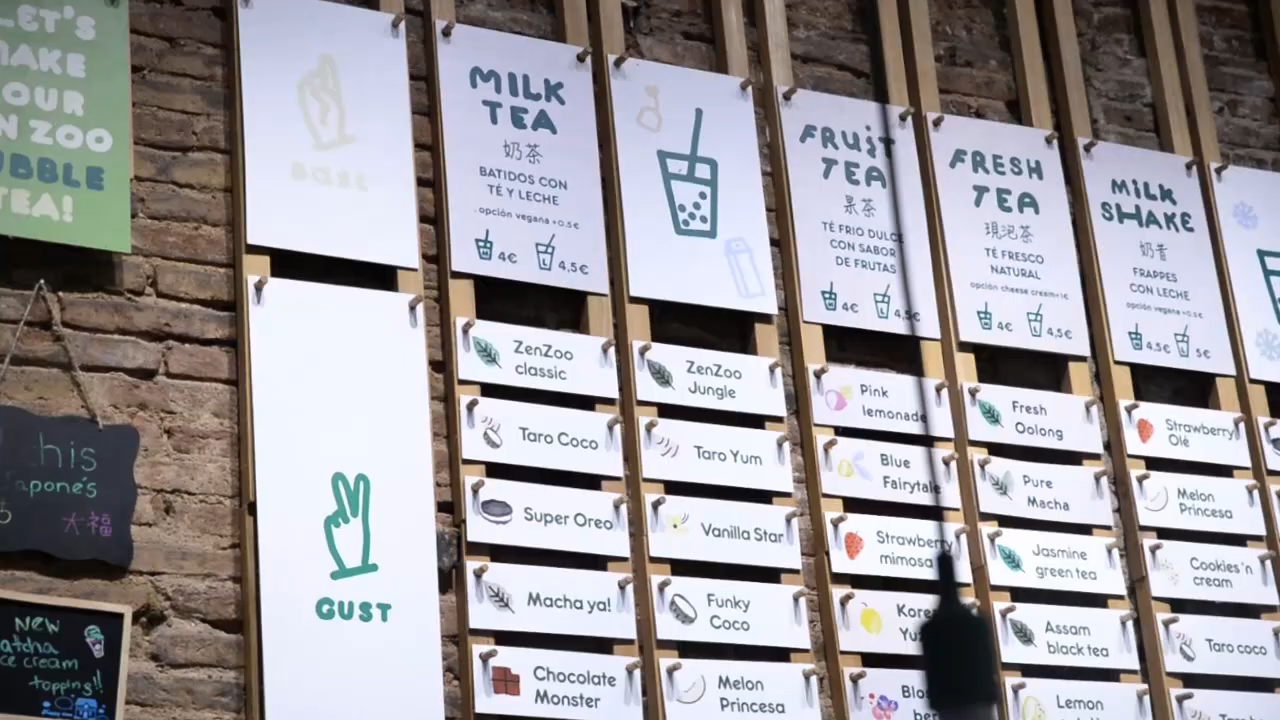 LET'S
MAKE
YOUR
OWN ZOO
BUBBLE
TEA!
大福
NEW
matcha
ice cream
topping!!
BASE
GUST
MILK
TEA
奶茶
BATIDOS CON
TÉ Y LECHE
opción vegana +0.5€
4€ 4,5€
ZenZoo
classic
Taro Coco
Super Oreo
Macha ya!
Chocolate
Monster
ZenZoo
Jungle
Taro Yum
Vanilla Star
Funky
Coco
Melon
Princesa
FRUiT
TEA
果茶
TÉ FRIO DULCE
CON SABOR
DE FRUTAS
4€ 4,5€
Pink
lemonade
Blue
Fairytale
Strawberry
mimosa
FRESH
TEA
現泡茶
TÉ FRESCO
NATURAL
opción cheese cream+1€
4€ 4,5€
Fresh
Oolong
Pure
Macha
Jasmine
green tea
Assam
black tea
Lemon
MiLK
SHAKE
奶昔
FRAPPES
CON LECHE
opción vegana +0.5€
4.5€ 5€
Strawberry
Olé
Melon
Princesa
Cookies'n
cream
Taro coco